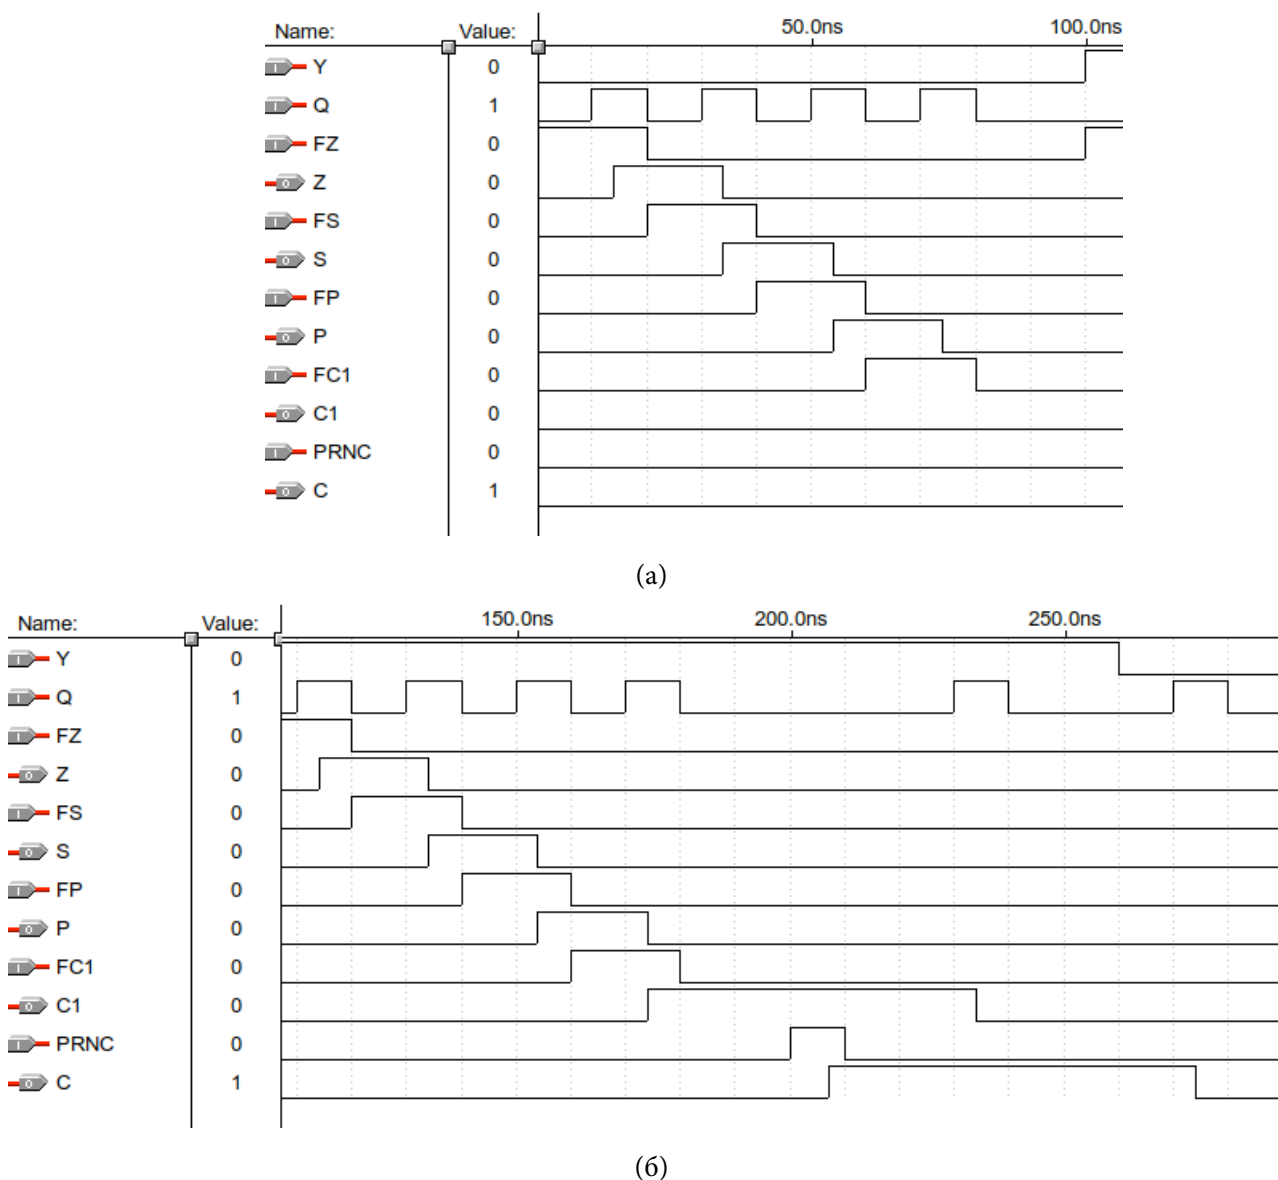 Name: Value: 50.0ns 100.0ns
I Y 0
I Q 1
I FZ 0
O Z 0
I FS 0
O S 0
I FP 0
O P 0
I FC1 0
O C1 0
I PRNC 0
O C 1
(а)
Name: Value: 150.0ns 200.0ns 250.0ns
I Y 0
I Q 1
I FZ 0
O Z 0
I FS 0
O S 0
I FP 0
O P 0
I FC1 0
O C1 0
I PRNC 0
O C 1
(б)